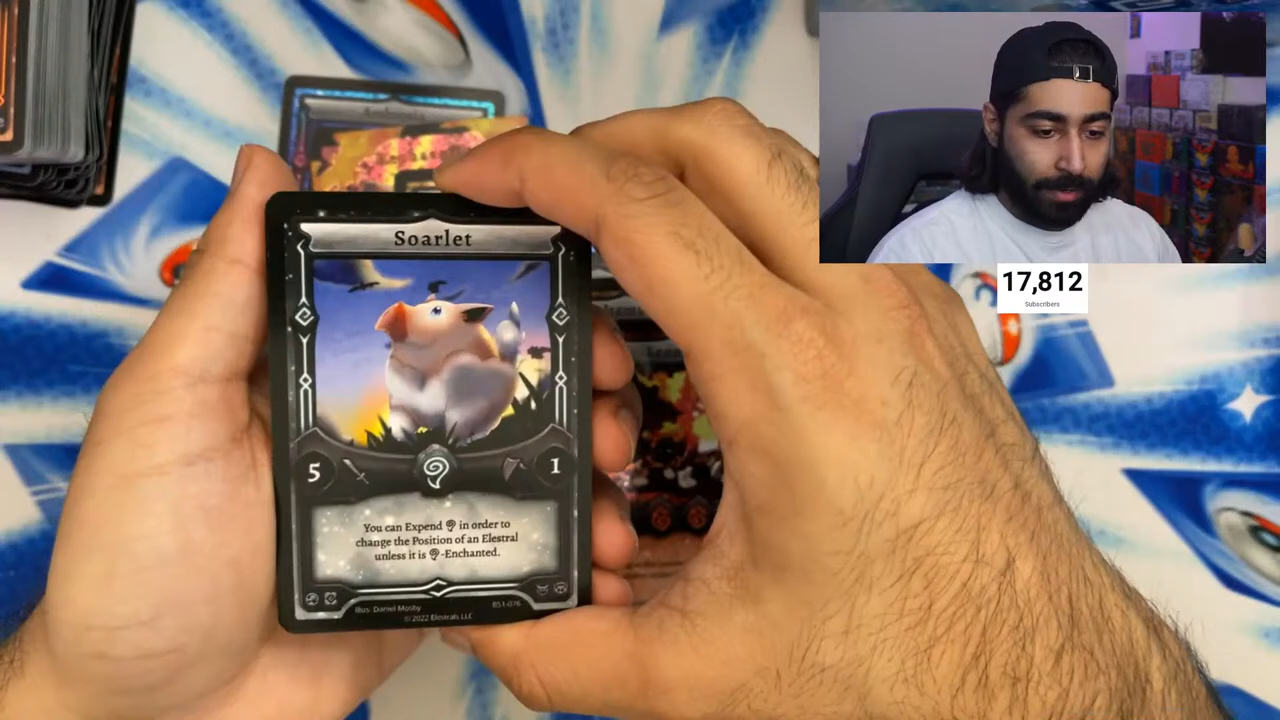 Soarlet
17,812
Subscribers
5
1
You can Expend in order to
change the Position of an Elestral
unless it is -Enchanted.
Illus: Daniel Mosby
BS1-076
© 2022 Elestrals LLC